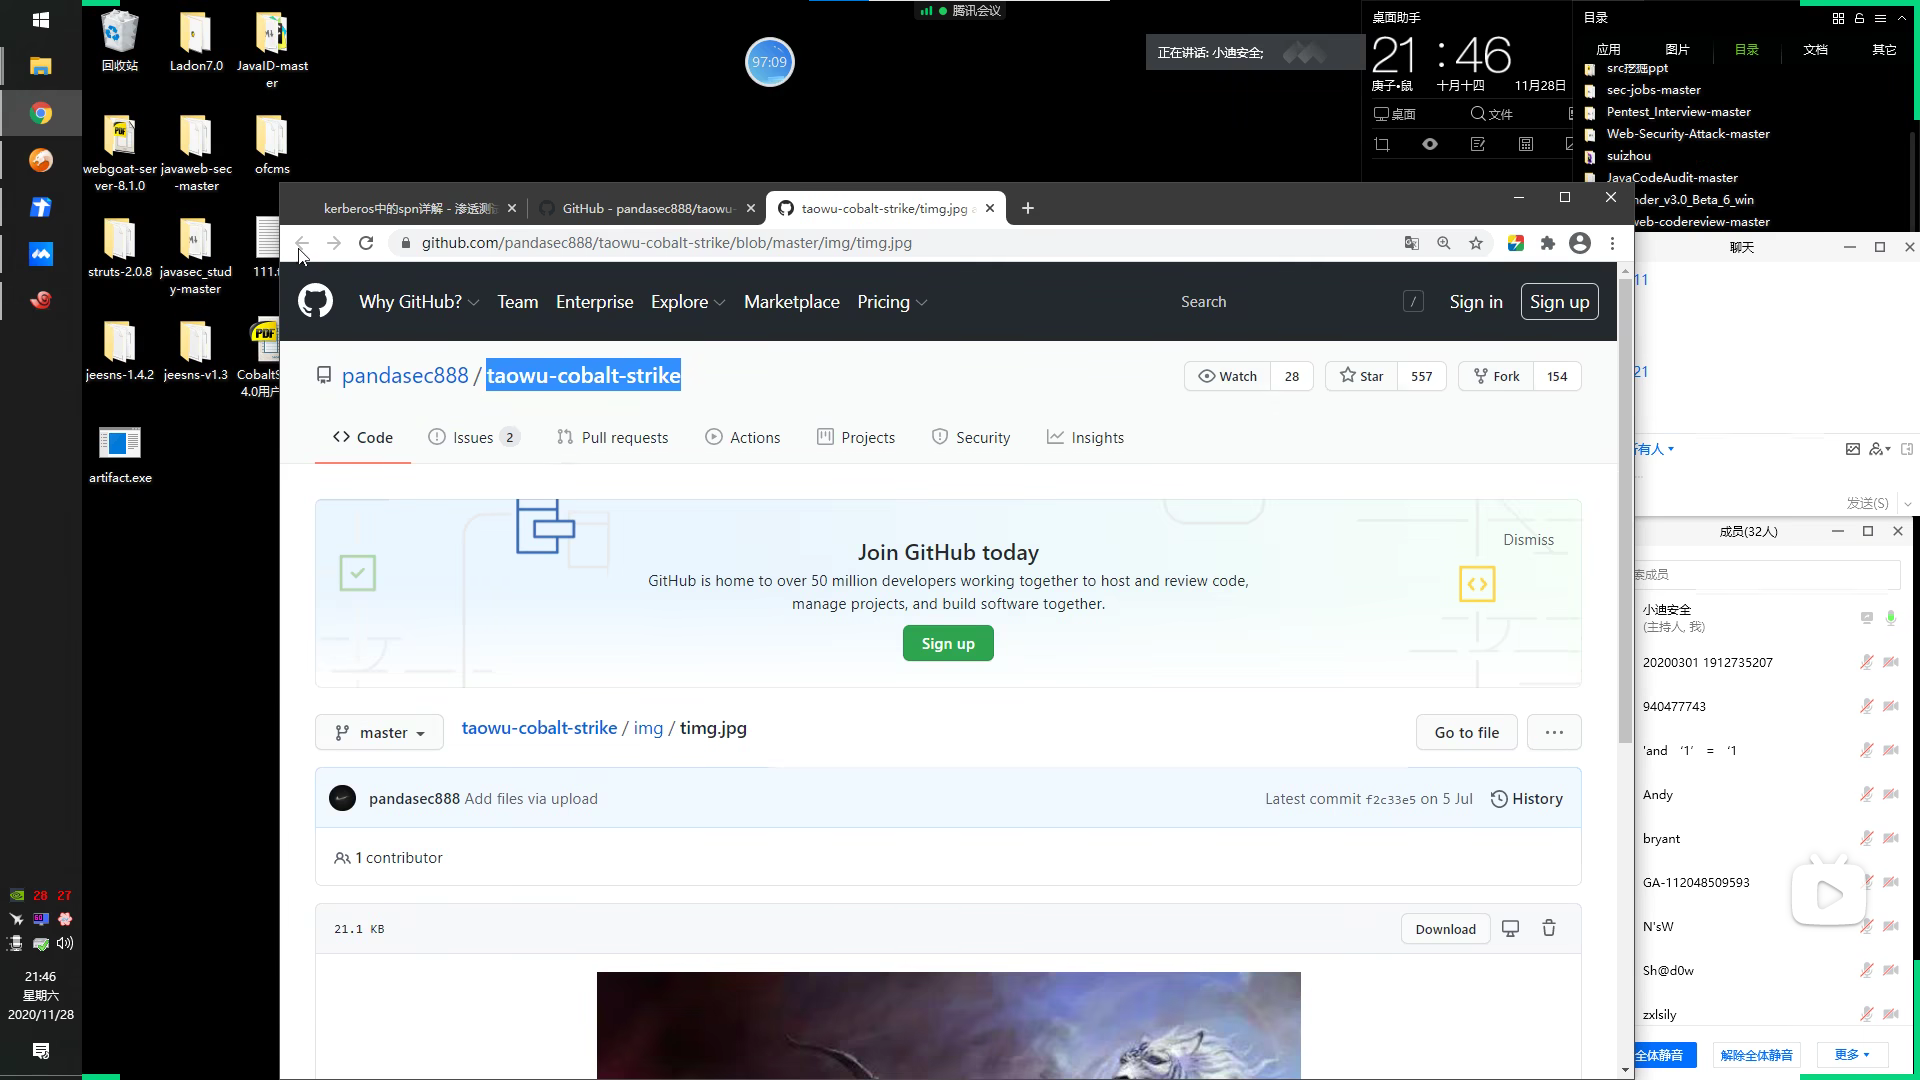 腾讯会议
97:09
正在讲话: 小迪安全;
桌面助手
21:46
庚子•鼠
十月十四
11月28日
桌面
文件
目录
应用
图片
目录
文档
其它
src挖掘ppt
sec-jobs-master
Pentest_Interview-master
Web-Security-Attack-master
suizhou
JavaCodeAudit-master
nder_v3.0_Beta_6_win
web-codereview-master
回收站
Ladon7.0
JavaID-mast
er
webgoat-ser
ver-8.1.0
javaweb-sec
-master
ofcms
struts-2.0.8
javasec_stud
y-master
111.t
jeesns-1.4.2
jeesns-v1.3
CobaltS
4.0用户
artifact.exe
kerberos中的spn详解 - 渗透测试
GitHub - pandasec888/taowu-
taowu-cobalt-strike/timg.jpg a
github.com/pandasec888/taowu-cobalt-strike/blob/master/img/timg.jpg
Why GitHub?
Team
Enterprise
Explore
Marketplace
Pricing
Search
/
Sign in
Sign up
pandasec888 / taowu-cobalt-strike
Watch 28
Star 557
Fork 154
Code
Issues 2
Pull requests
Actions
Projects
Security
Insights
Join GitHub today
Dismiss
GitHub is home to over 50 million developers working together to host and review code,
manage projects, and build software together.
Sign up
master
taowu-cobalt-strike / img / timg.jpg
Go to file
...
pandasec888 Add files via upload
Latest commit f2c33e5 on 5 Jul
History
1 contributor
21.1 KB
Download
聊天
11
21
所有人
发送(S)
成员(32人)
索成员
小迪安全
(主持人, 我)
20200301 1912735207
940477743
'and ‘1’ = ‘1
Andy
bryant
GA-112048509593
N'sW
Sh@d0w
zxlsily
全体静音
解除全体静音
更多
28 27
21:46
星期六
2020/11/28